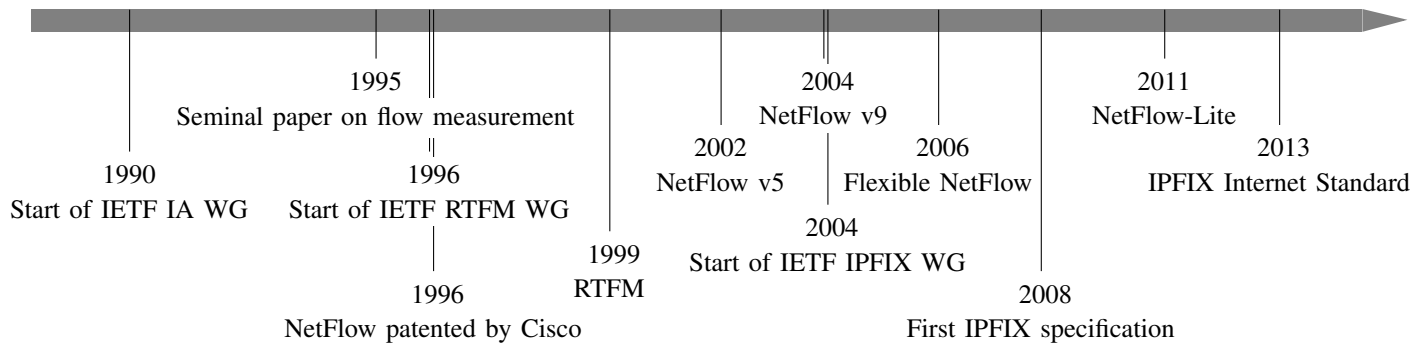 1990
Start of IETF IA WG
1995
Seminal paper on flow measurement
1996
Start of IETF RTFM WG
1996
NetFlow patented by Cisco
1999
RTFM
2002
NetFlow v5
2004
NetFlow v9
2004
Start of IETF IPFIX WG
2006
Flexible NetFlow
2008
First IPFIX specification
2011
NetFlow-Lite
2013
IPFIX Internet Standard